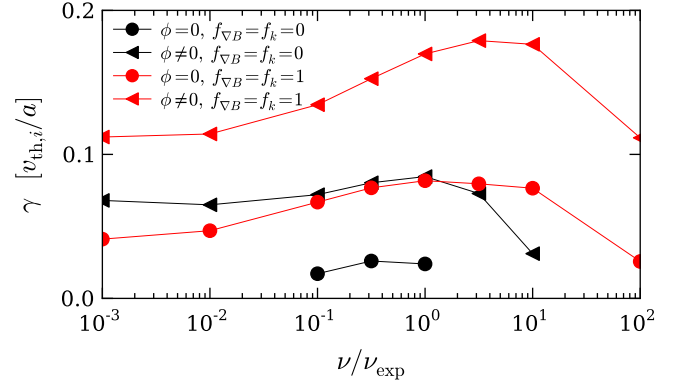 0.2
ϕ=0, f∇B=fk=0
ϕ≠0, f∇B=fk=0
ϕ=0, f∇B=fk=1
ϕ≠0, f∇B=fk=1
γ [vth,i/a]
0.1
0.0
10⁻³ 10⁻² 10⁻¹ 10⁰ 10¹ 10²
ν/νexp